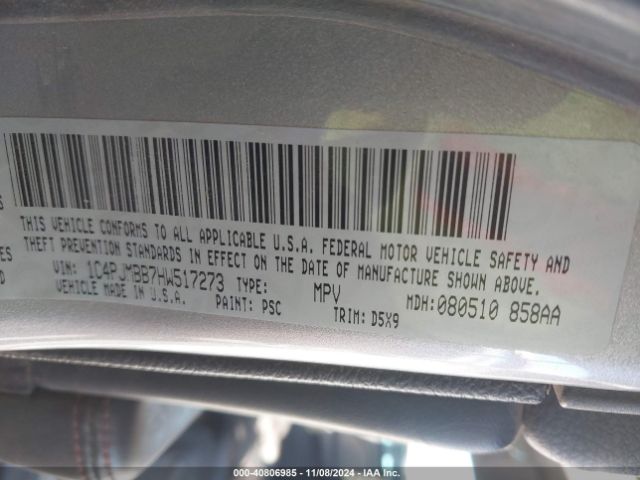 S
THIS VEHICLE CONFORMS TO ALL APPLICABLE U.S.A. FEDERAL MOTOR VEHICLE SAFETY AND
ES THEFT PREVENTION STANDARDS IN EFFECT ON THE DATE OF MANUFACTURE SHOWN ABOVE.
D VIN: 1C4PJMBB7HW517273 TYPE: MPV MDH:080510 858AA
VEHICLE MADE IN U.S.A. PAINT: PSC TRIM: D5X9
000-40806985 - 11/08/2024 - IAA Inc.